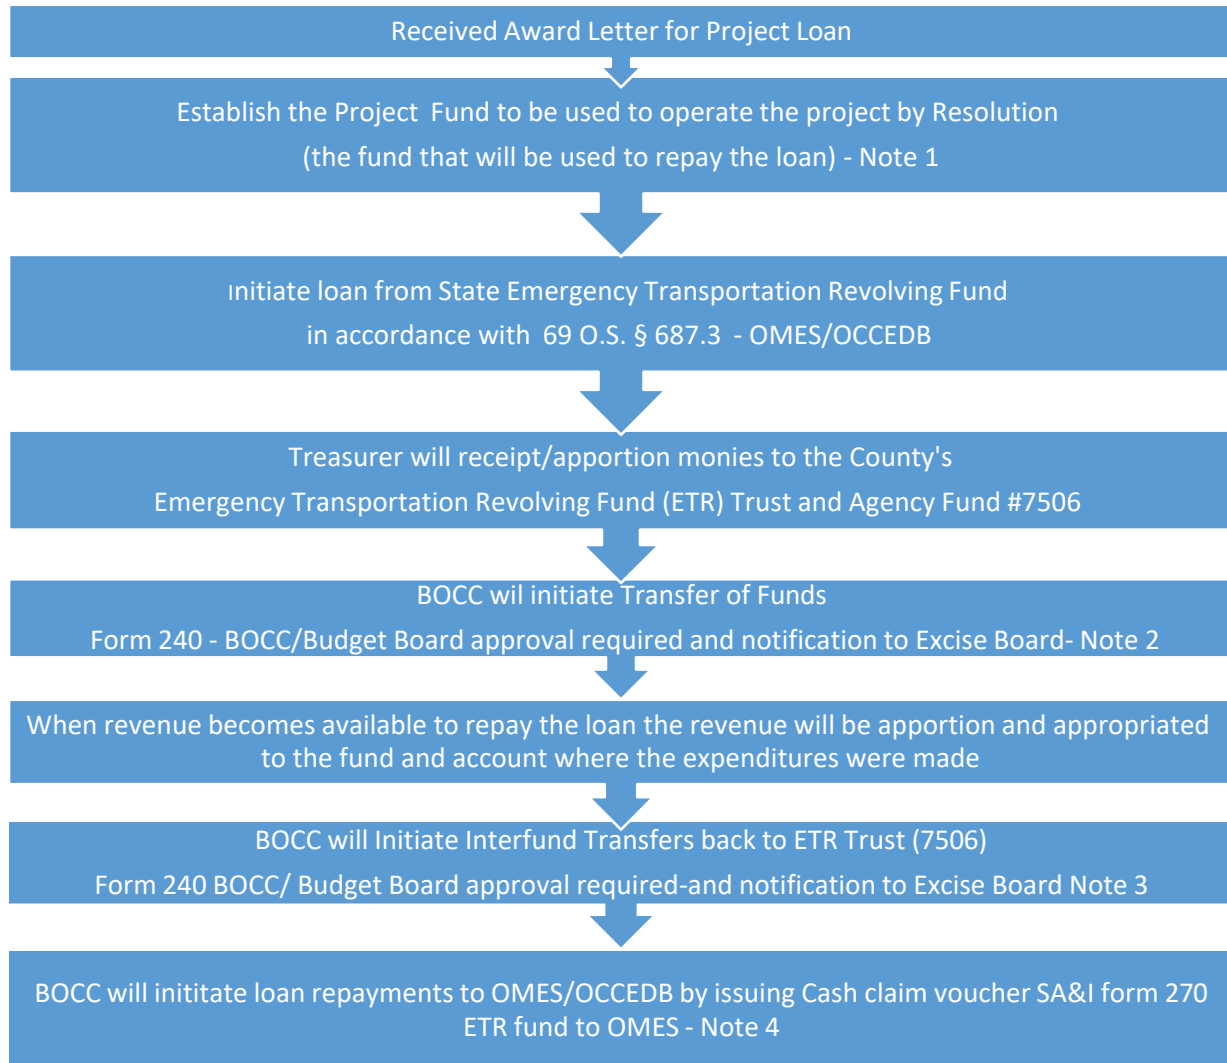 Received Award Letter for Project Loan
Establish the Project  Fund to be used to operate the project by Resolution
(the fund that will be used to repay the loan) - Note 1
Initiate loan from State Emergency Transportation Revolving Fund
in accordance with  69 O.S. § 687.3  - OMES/OCCEDB
Treasurer will receipt/apportion monies to the County's
Emergency Transportation Revolving Fund (ETR) Trust and Agency Fund #7506
BOCC wil initiate Transfer of Funds
Form 240 - BOCC/Budget Board approval required and notification to Excise Board- Note 2
When revenue becomes available to repay the loan the revenue will be apportion and appropriated
to the fund and account where the expenditures were made
BOCC will Initiate Interfund Transfers back to ETR Trust (7506)
Form 240 BOCC/ Budget Board approval required-and notification to Excise Board Note 3
BOCC will inititate loan repayments to OMES/OCCEDB by issuing Cash claim voucher SA&I form 270
ETR fund to OMES - Note 4